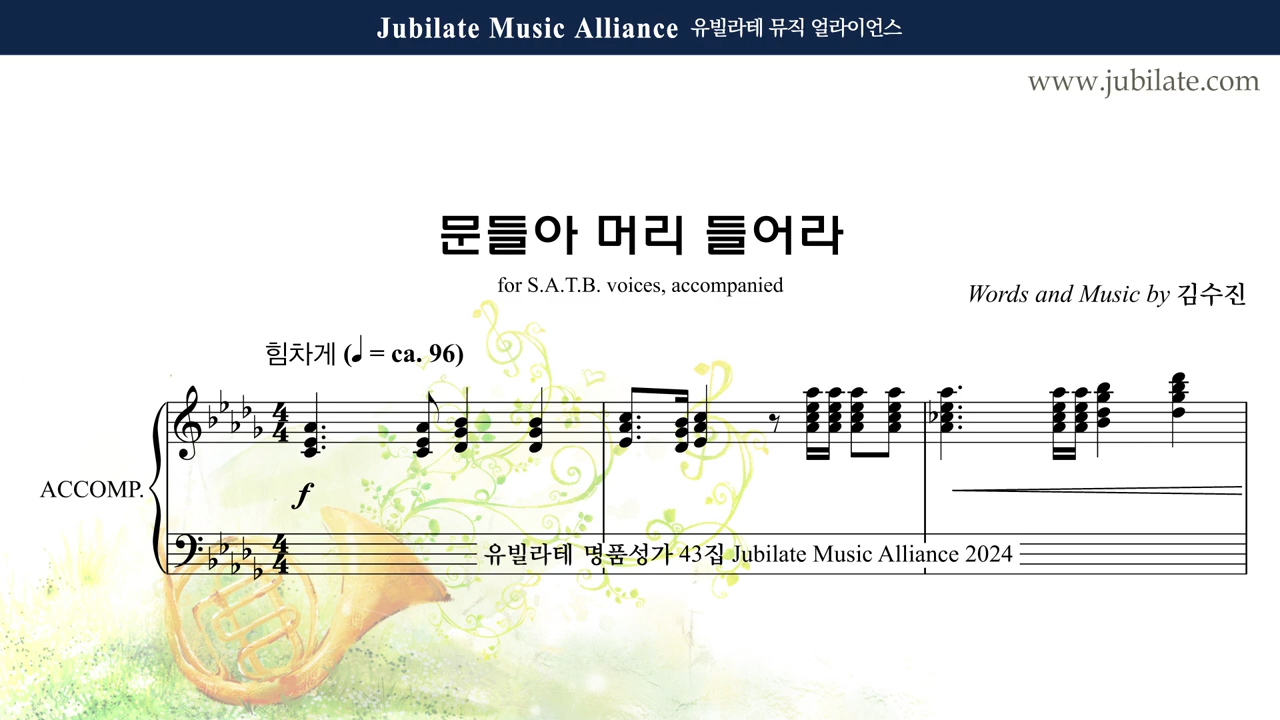 Jubilate Music Alliance 유빌라테 뮤직 얼라이언스
www.jubilate.com
문들아 머리 들어라
for S.A.T.B. voices, accompanied
Words and Music by 김수진
힘차게 (♩ = ca. 96)
ACCOMP.
f
유빌라테 명품성가 43집 Jubilate Music Alliance 2024